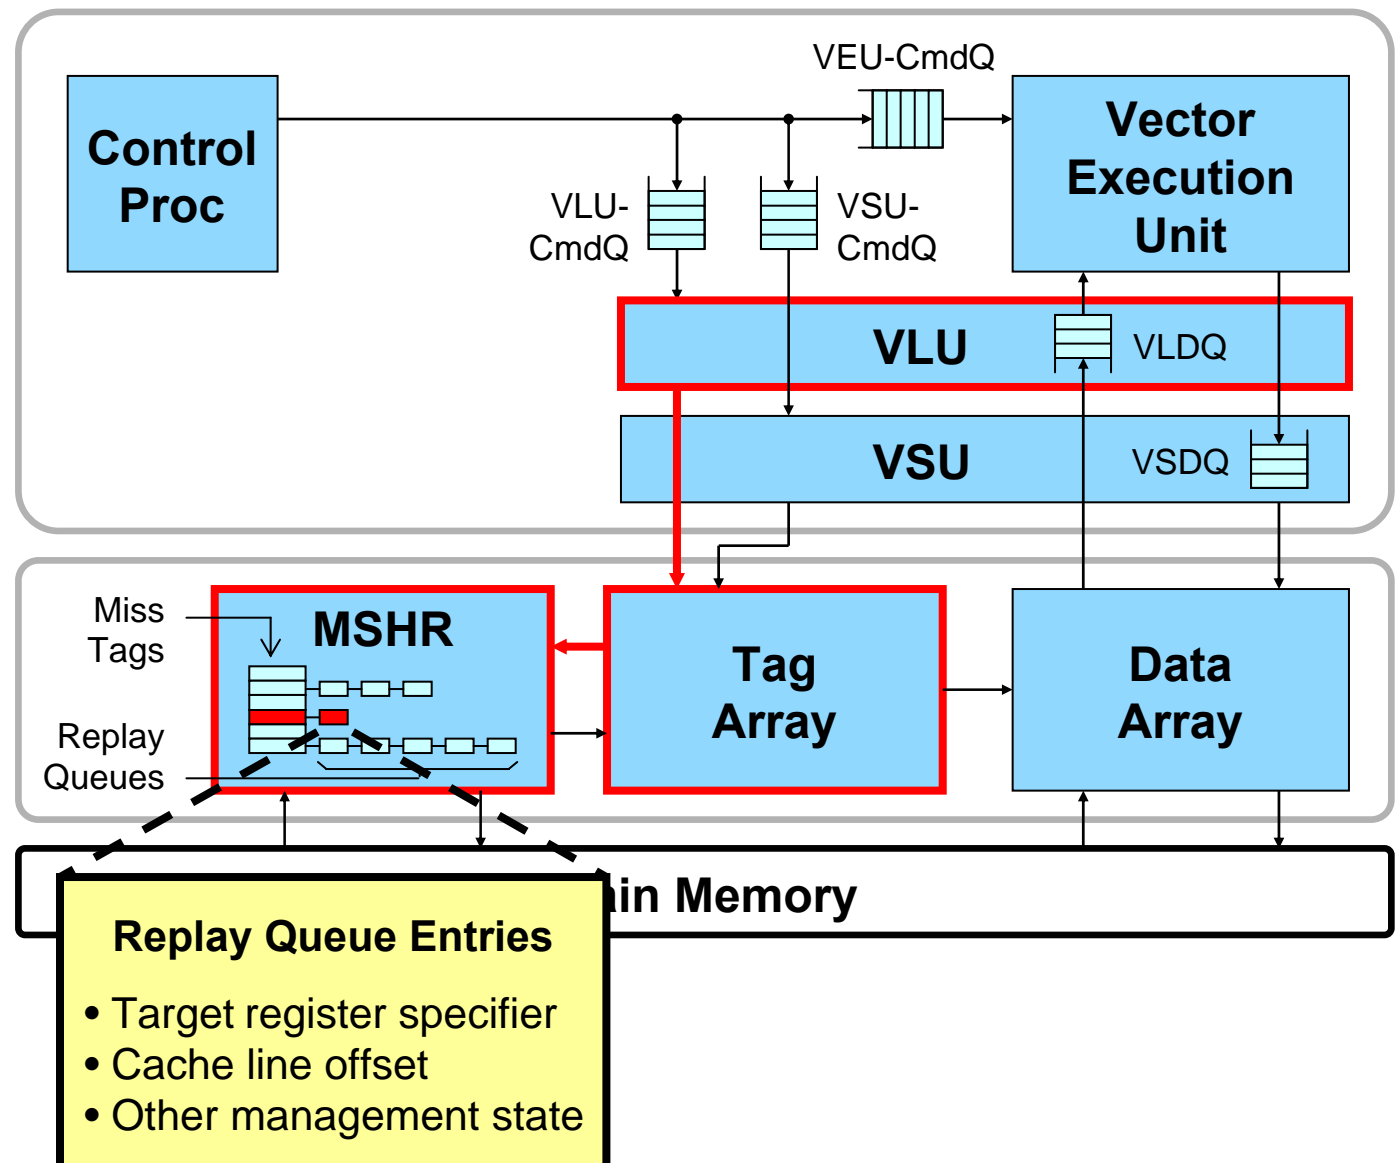 VEU-CmdQ
Control
Proc
Vector
Execution
Unit
VLU-
CmdQ
VSU-
CmdQ
VLU
VLDQ
VSU
VSDQ
Miss
Tags
MSHR
Replay
Queues
Tag
Array
Data
Array
ain Memory
Replay Queue Entries
• Target register specifier
• Cache line offset
• Other management state